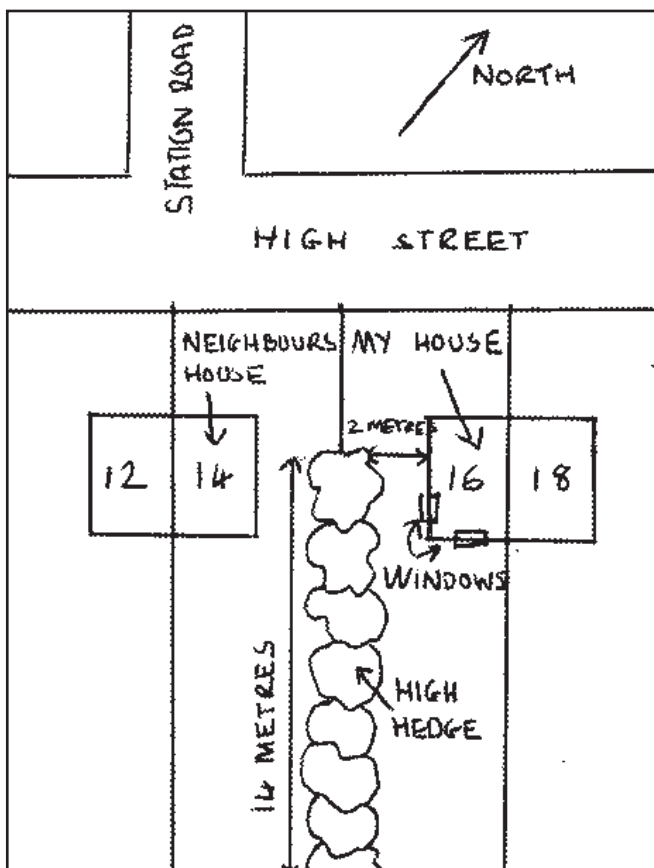 STATION ROAD
NORTH
HIGH STREET
NEIGHBOURS
HOUSE
MY HOUSE
2 METRES
12
14
16
18
WINDOWS
14 METRES
HIGH
HEDGE